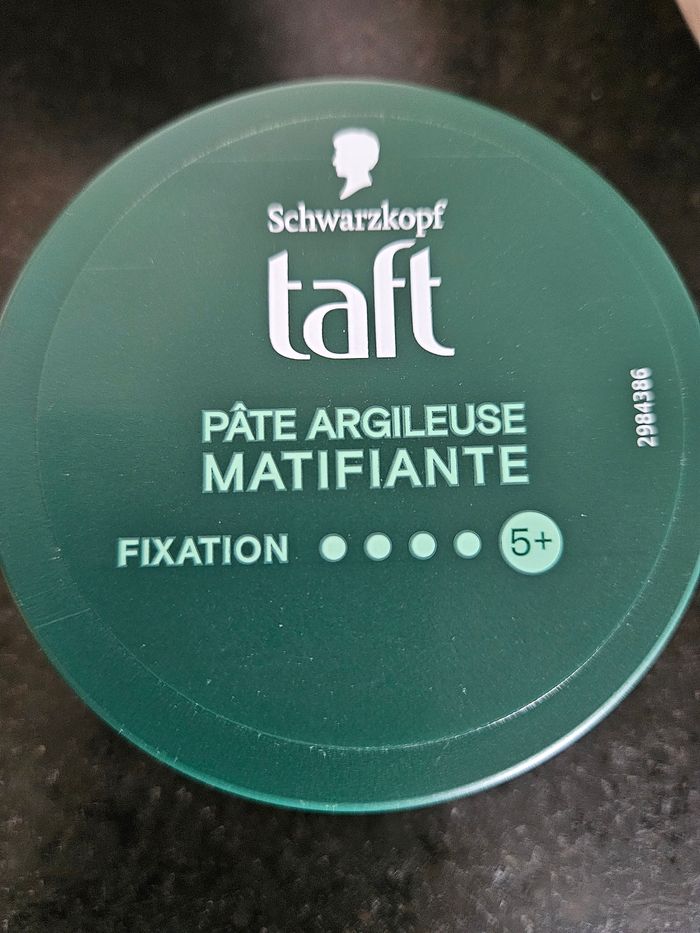 Schwarzkopf
taft
PÂTE ARGILEUSE
MATIFIANTE
FIXATION 5+
2984386